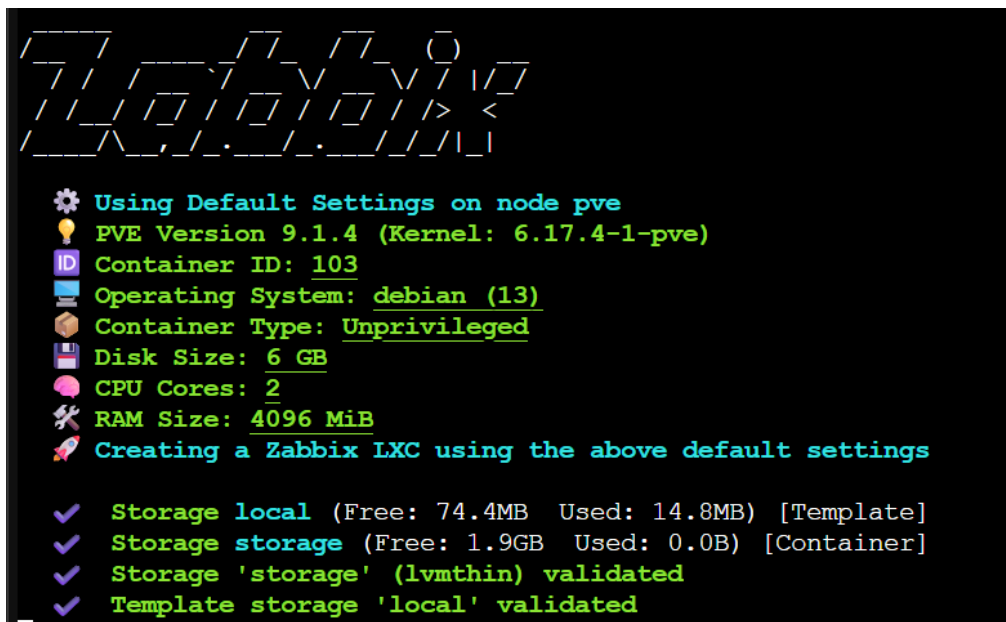 Zabbix
Using Default Settings on node pve
PVE Version 9.1.4 (Kernel: 6.17.4-1-pve)
ID Container ID: 103
Operating System: debian (13)
Container Type: Unprivileged
Disk Size: 6 GB
CPU Cores: 2
RAM Size: 4096 MiB
Creating a Zabbix LXC using the above default settings
Storage local (Free: 74.4MB Used: 14.8MB) [Template]
Storage storage (Free: 1.9GB Used: 0.0B) [Container]
Storage 'storage' (lvmthin) validated
Template storage 'local' validated